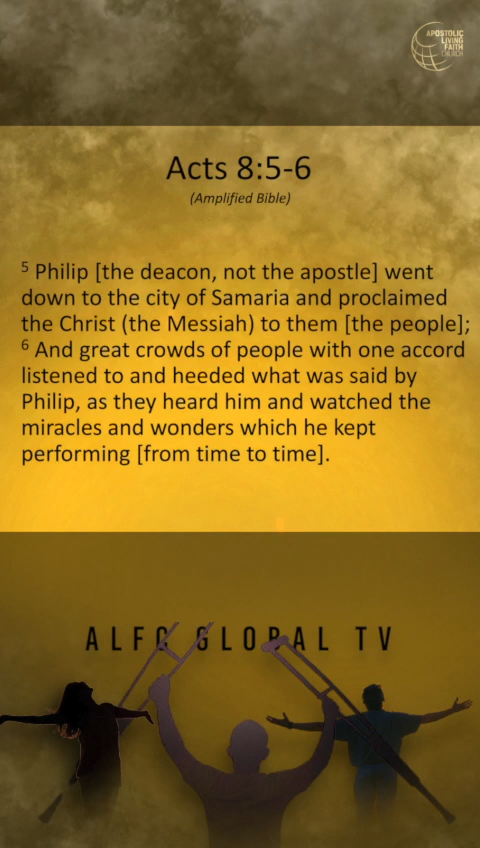 APOSTOLIC
LIVING
FAITH
CHURCH
Acts 8:5-6
(Amplified Bible)
5 Philip [the deacon, not the apostle] went
down to the city of Samaria and proclaimed
the Christ (the Messiah) to them [the people];
6 And great crowds of people with one accord
listened to and heeded what was said by
Philip, as they heard him and watched the
miracles and wonders which he kept
performing [from time to time].
ALFC GLOBAL TV